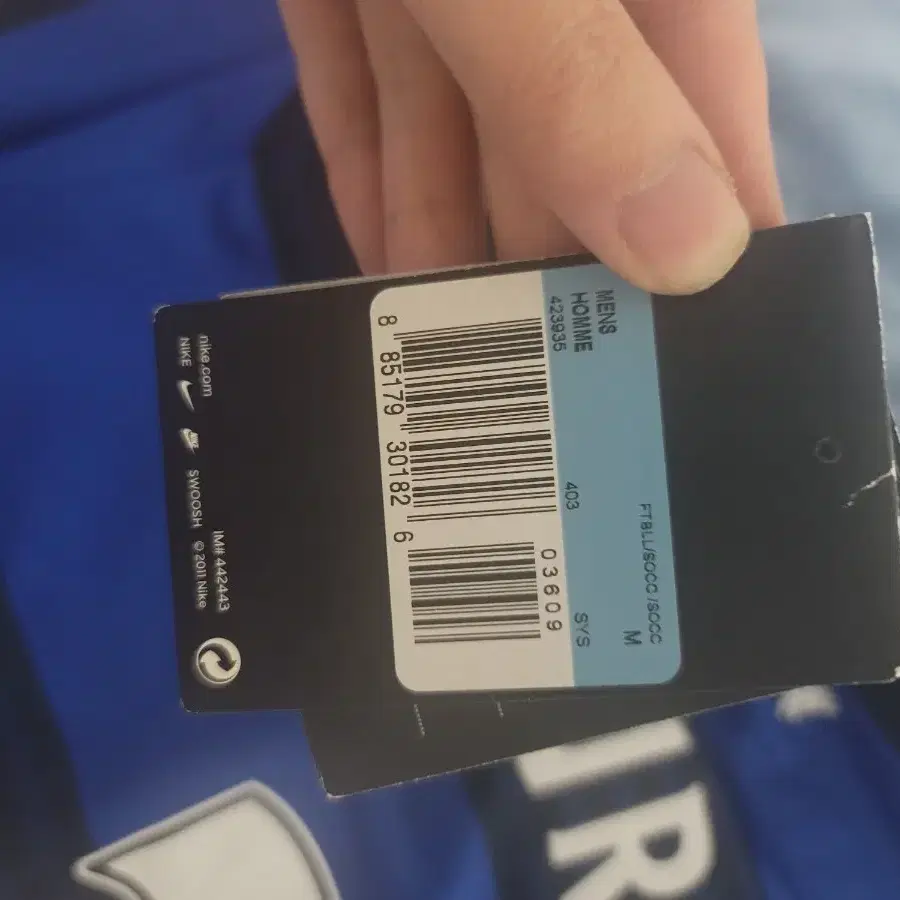 FTBLL/SOCC /SOCC
MENS
M
HOMME
SYS
423935
403
8 85179 30182 6
03609
nike.com
IM# 442443
NIKE
SWOOSH © 2011 Nike
IR